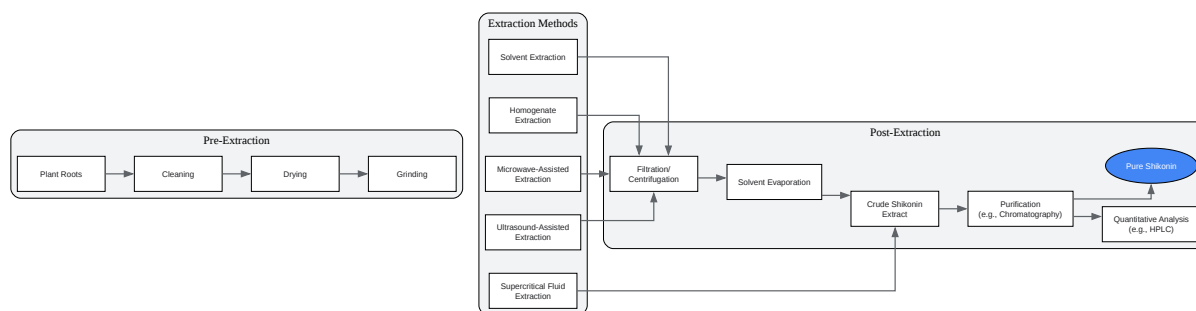 Extraction Methods
Solvent Extraction
Homogenate
Extraction
Microwave-Assisted
Extraction
Ultrasound-Assisted
Extraction
Supercritical Fluid
Extraction
Pre-Extraction
Plant Roots
Cleaning
Drying
Grinding
Post-Extraction
Filtration/
Centrifugation
Solvent Evaporation
Crude Shikonin
Extract
Purification
(e.g., Chromatography)
Pure Shikonin
Quantitative Analysis
(e.g., HPLC)